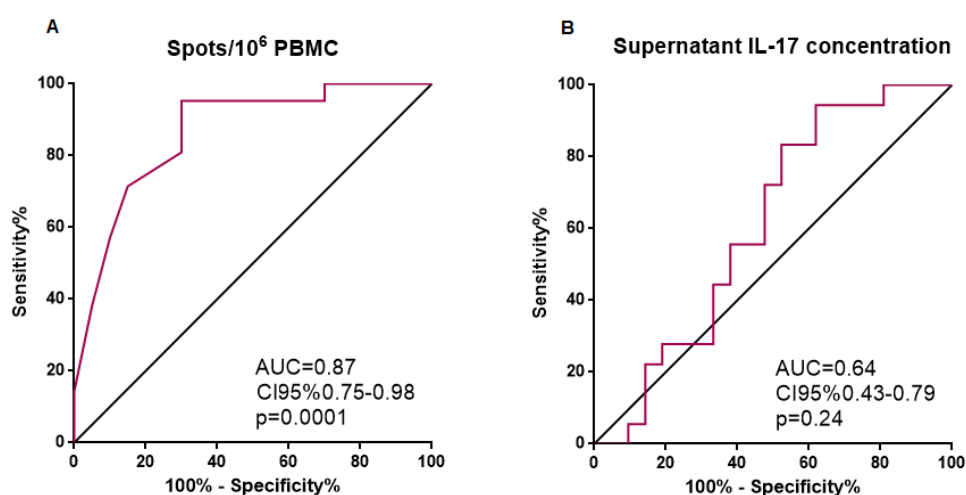 A
Spots/10⁶ PBMC
100
80
60
40
20
0
Sensitivity%
0 20 40 60 80 100
100% - Specificity%
AUC=0.87
CI95%0.75-0.98
p=0.0001
B
Supernatant IL-17 concentration
100
80
60
40
20
0
Sensitivity%
0 20 40 60 80 100
100% - Specificity%
AUC=0.64
CI95%0.43-0.79
p=0.24